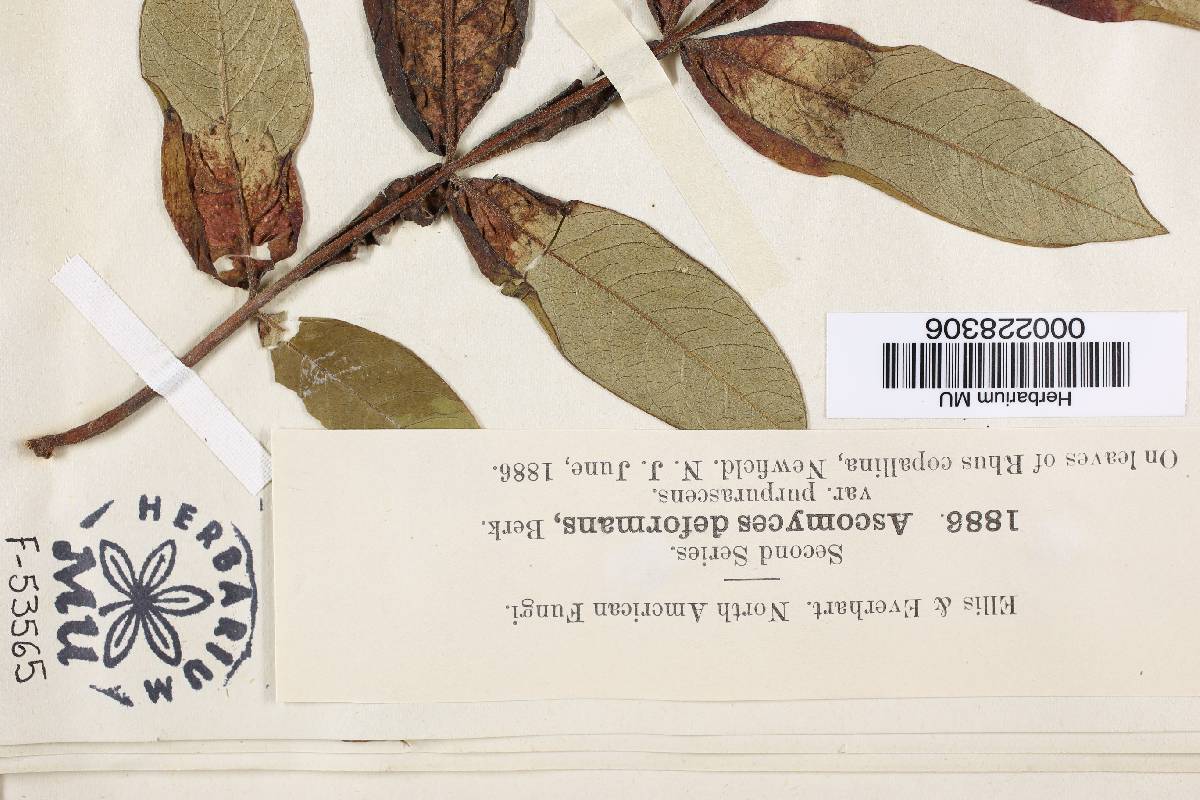 Ellis & Everhart. North American Fungi.
Second Series.
1886. Ascomyces deformans, Berk.
var. purpurascens.
On leaves of Rhus copallina, Newfield. N. J. June, 1886.
Herbarium MU
000228306
HERBARIUM
MU
F-53565